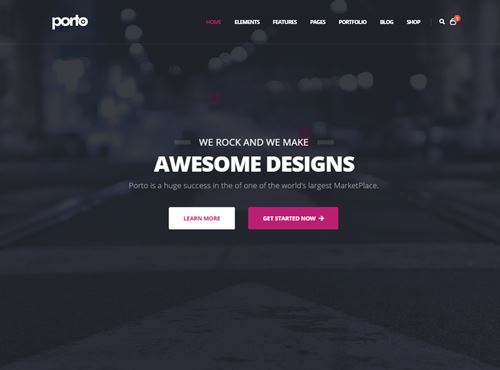 porto
HOME ELEMENTS FEATURES PAGES PORTFOLIO BLOG SHOP
WE ROCK AND WE MAKE
AWESOME DESIGNS
Porto is a huge success in the of one of the world's largest MarketPlace.
LEARN MORE GET STARTED NOW